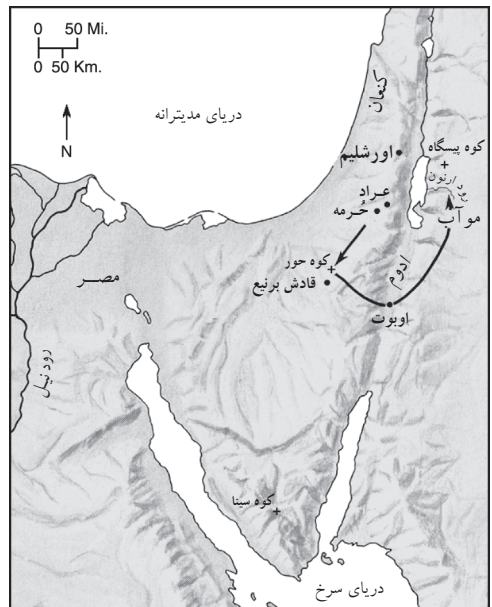 0 50 Mi.
0 50 Km.
N
دریای مدیترانه
کنعان
اورشلیم
کوه پیسگاه
رود ارنون
عراد
حُرمه
موآب
کوه حور
قادش برنیع
ادوم
اوبوت
مصر
رود نیل
کوه سینا
دریای سرخ